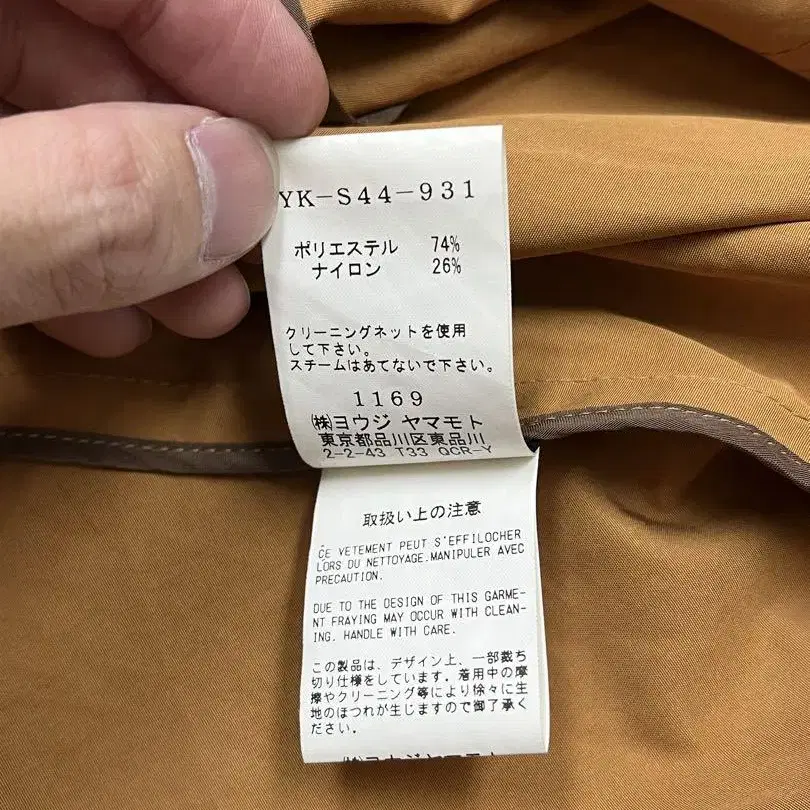 YK-S44-931
ポリエステル 74%
ナイロン 26%
クリーニングネットを使用
して下さい。
スチームはあてないで下さい。
1169
㈱ヨウジ ヤマモト
東京都品川区東品川
2-2-43 T33 QCR-Y
取扱い上の注意
CE VETEMENT PEUT S'EFFILOCHER
LORS DU NETTOYAGE.MANIPULER AVEC
PRECAUTION.
DUE TO THE DESIGN OF THIS GARME-
NT FRAYING MAY OCCUR WITH CLEAN-
ING. HANDLE WITH CARE.
この製品は、デザイン上、一部裁ち
切り仕様をしています。着用中の摩
擦やクリーニング等により徐々に生
地のほつれが生じますので御了承く
ださい。
㈱ヨウジヤマモト